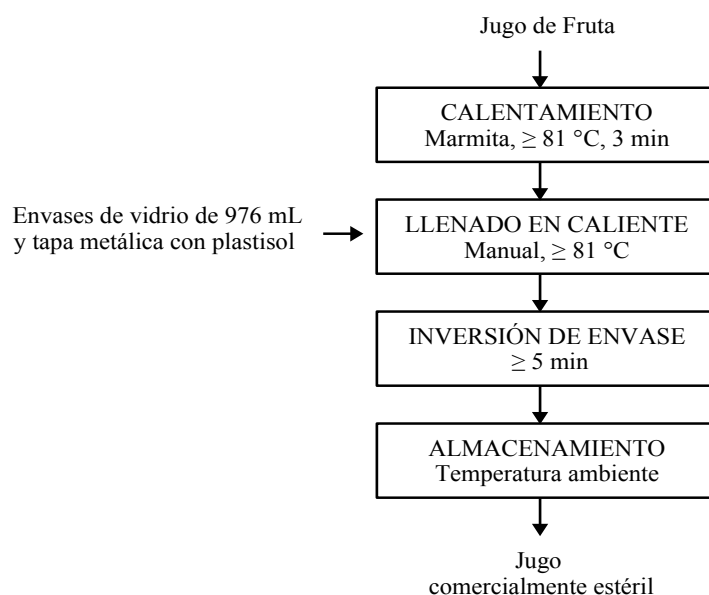 Jugo de Fruta
CALENTAMIENTO
Marmita, ≥ 81 °C, 3 min
Envases de vidrio de 976 mL
y tapa metálica con plastisol
LLENADO EN CALIENTE
Manual, ≥ 81 °C
INVERSIÓN DE ENVASE
≥ 5 min
ALMACENAMIENTO
Temperatura ambiente
Jugo
comercialmente estéril